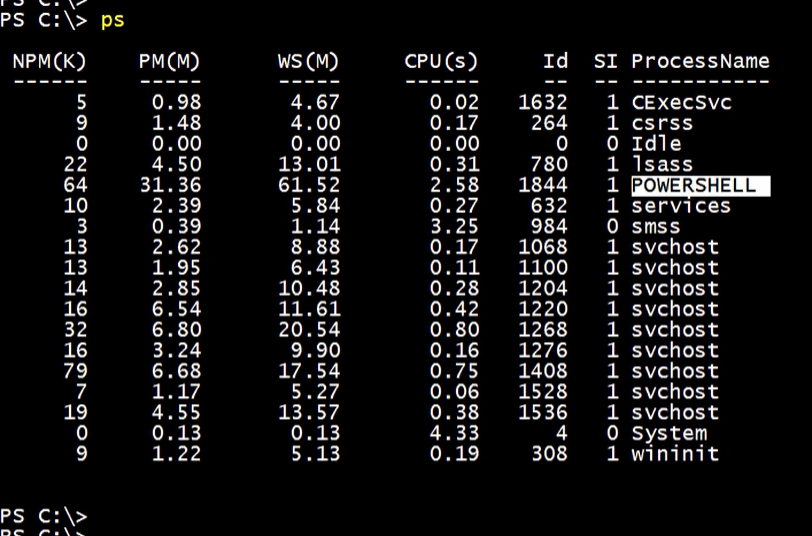 PS C:\>
PS C:\> ps
NPM(K) PM(M) WS(M) CPU(s) Id SI ProcessName
------ ----- ----- ------ -- -- -----------
5 0.98 4.67 0.02 1632 1 CExecSvc
9 1.48 4.00 0.17 264 1 csrss
0 0.00 0.00 0.00 0 0 Idle
22 4.50 13.01 0.31 780 1 lsass
64 31.36 61.52 2.58 1844 1 POWERSHELL
10 2.39 5.84 0.27 632 1 services
3 0.39 1.14 3.25 984 0 smss
13 2.62 8.88 0.17 1068 1 svchost
13 1.95 6.43 0.11 1100 1 svchost
14 2.85 10.48 0.28 1204 1 svchost
16 6.54 11.61 0.42 1220 1 svchost
32 6.80 20.54 0.80 1268 1 svchost
16 3.24 9.90 0.16 1276 1 svchost
79 6.68 17.54 0.75 1408 1 svchost
7 1.17 5.27 0.06 1528 1 svchost
19 4.55 13.57 0.38 1536 1 svchost
0 0.13 0.13 4.33 4 0 System
9 1.22 5.13 0.19 308 1 wininit
PS C:\>
PS C:\>